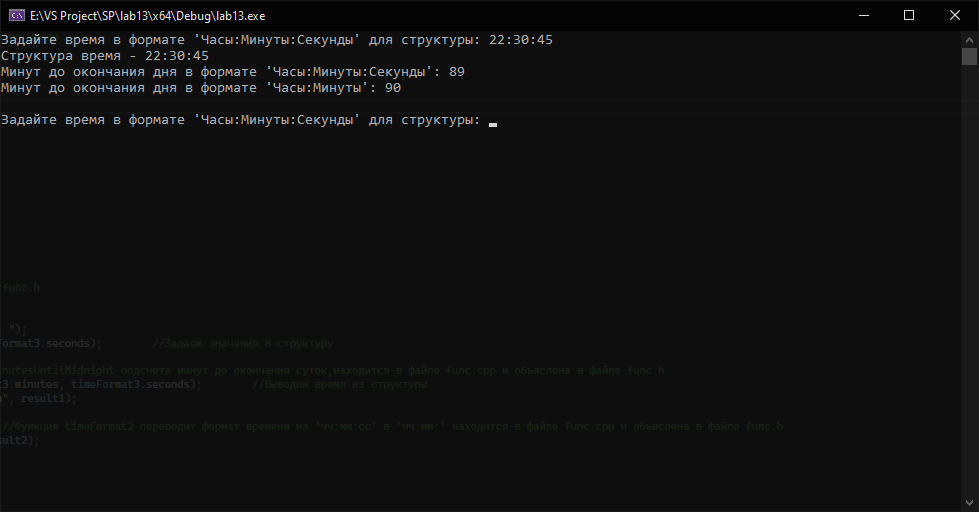 E:\VS Project\SP\lab13\x64\Debug\lab13.exe
Задайте время в формате 'Часы:Минуты:Секунды' для структуры: 22:30:45
Структура время - 22:30:45
Минут до окончания дня в формате 'Часы:Минуты:Секунды': 89
Минут до окончания дня в формате 'Часы:Минуты': 90
Задайте время в формате 'Часы:Минуты:Секунды' для структуры:
func.h
");
Format3.seconds); //Задаем значения в структуру
inutesUntilMidnight подсчета минут до окончания суток,находится в файле func.cpp и объяслена в файле func.h
t3.minutes, timeFormat3.seconds); //Выводим время из структуры
", result1);
//Функция timeFormat2 переводит формат времени из 'чч:мм:сс' в 'чч:мм:' находится в файле func.cpp и объяслена в файле func.h
sult2);